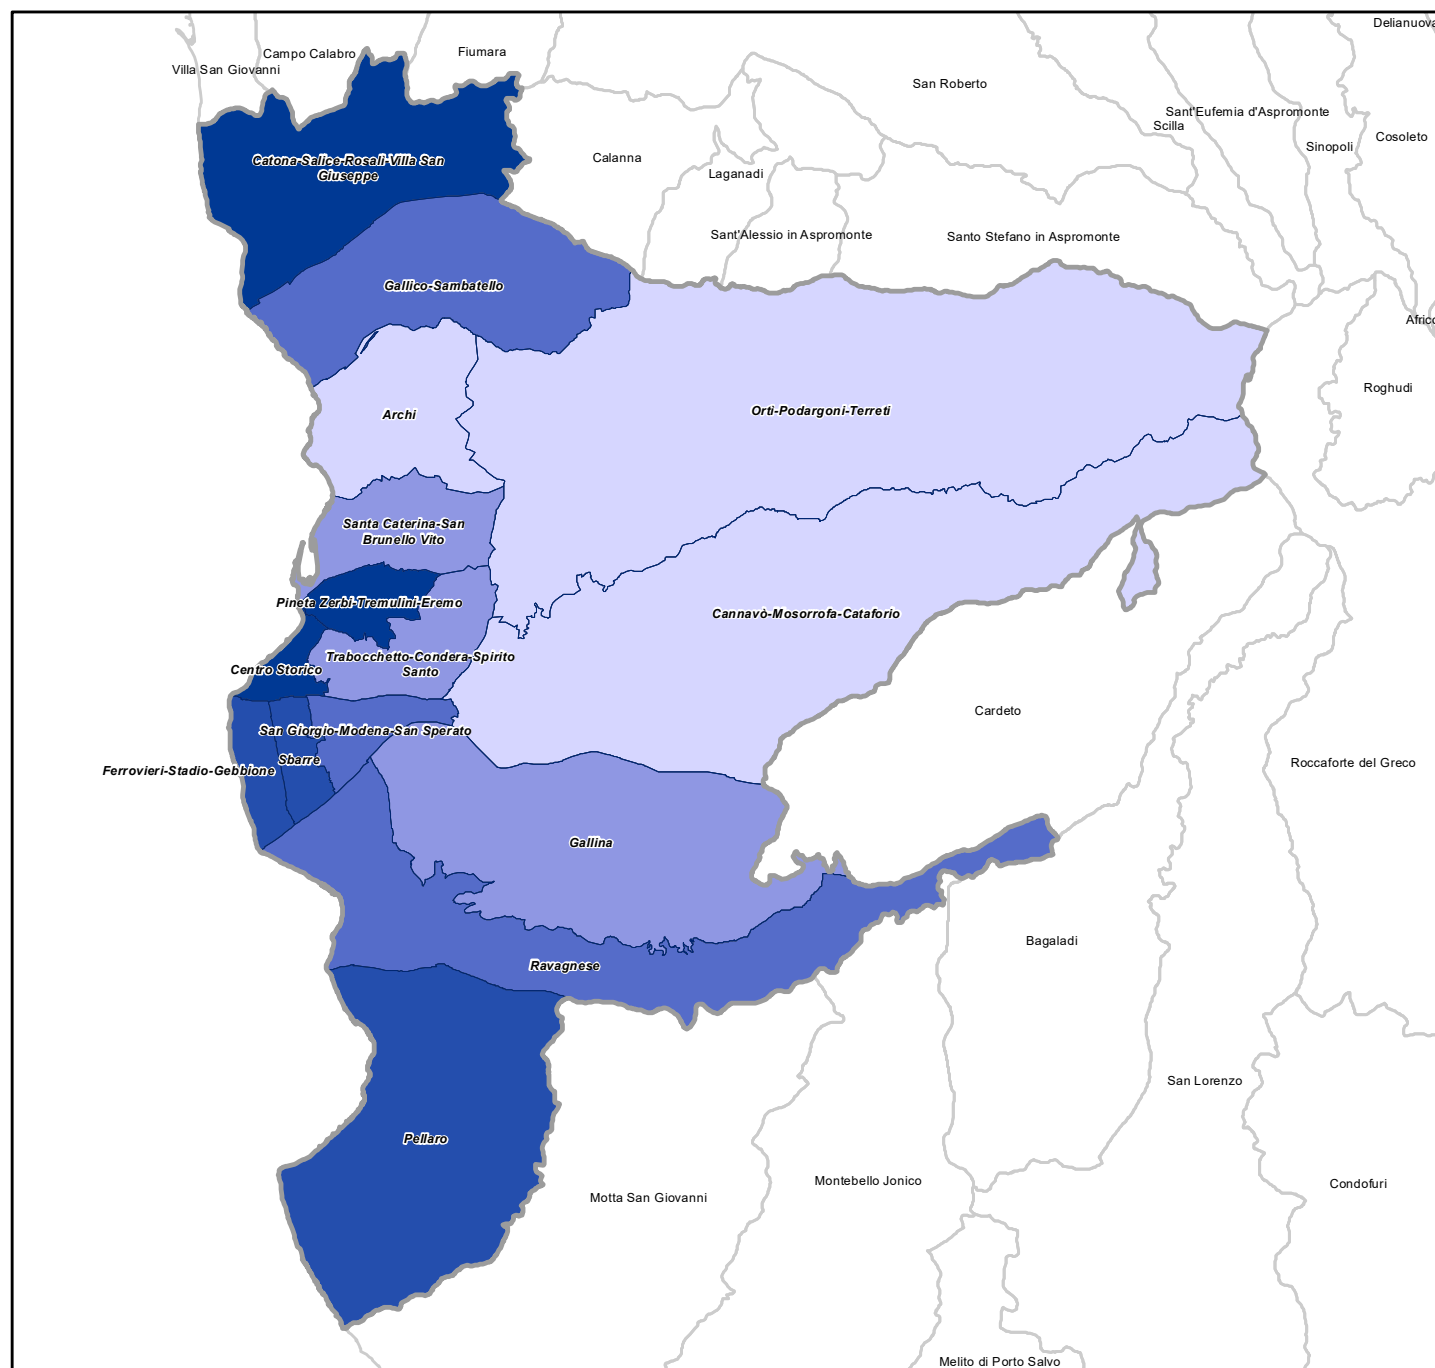 Delianuova
Fiumara
Campo Calabro
Villa San Giovanni
San Roberto
Sant'Eufemia d'Aspromonte
Scilla
Cosoleto
Sinopoli
Catona-Salice-Rosalì-Villa San
Giuseppe
Calanna
Laganadi
Sant'Alessio in Aspromonte
Santo Stefano in Aspromonte
Gallico-Sambatello
Africo
Roghudi
Archi
Orti-Podargoni-Terreti
Santa Caterina-San
Brunello Vito
Pineta Zerbi-Tremulini-Eremo
Cannavò-Mosorrofa-Cataforio
Trabocchetto-Condera-Spirito
Santo
Centro Storico
Cardeto
San Giorgio-Modena-San Sperato
Sbarre
Ferrovieri-Stadio-Gebbione
Roccaforte del Greco
Gallina
Bagaladi
Ravagnese
San Lorenzo
Pellaro
Motta San Giovanni
Montebello Jonico
Condofuri
Melito di Porto Salvo